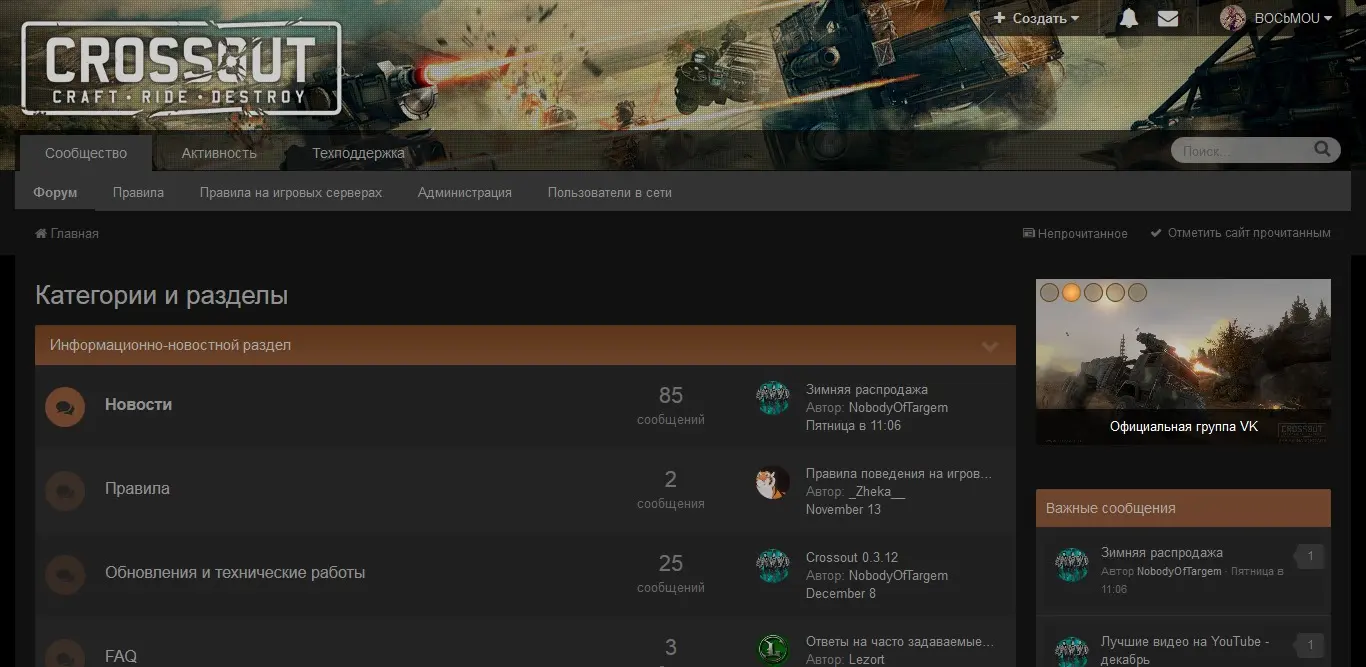 Создать
BOCbMOU
CROSSOUT
CRAFT · RIDE · DESTROY
Сообщество
Активность
Техподдержка
Поиск...
Форум
Правила
Правила на игровых серверах
Администрация
Пользователи в сети
Главная
Непрочитанное
Отметить сайт прочитанным
Категории и разделы
Информационно-новостной раздел
Новости
85
сообщений
Зимняя распродажа
Автор: NobodyOfTargem
Пятница в 11:06
Правила
2
сообщения
Правила поведения на игров...
Автор: _Zheka__
November 13
Обновления и технические работы
25
сообщений
Crossout 0.3.12
Автор: NobodyOfTargem
December 8
FAQ
3
Ответы на часто задаваемые...
Автор: Lezort
Официальная группа VK
CROSSOUT
Важные сообщения
Зимняя распродажа
1
Автор NobodyOfTargem · Пятница в
11:06
Лучшие видео на YouTube -
декабрь
1